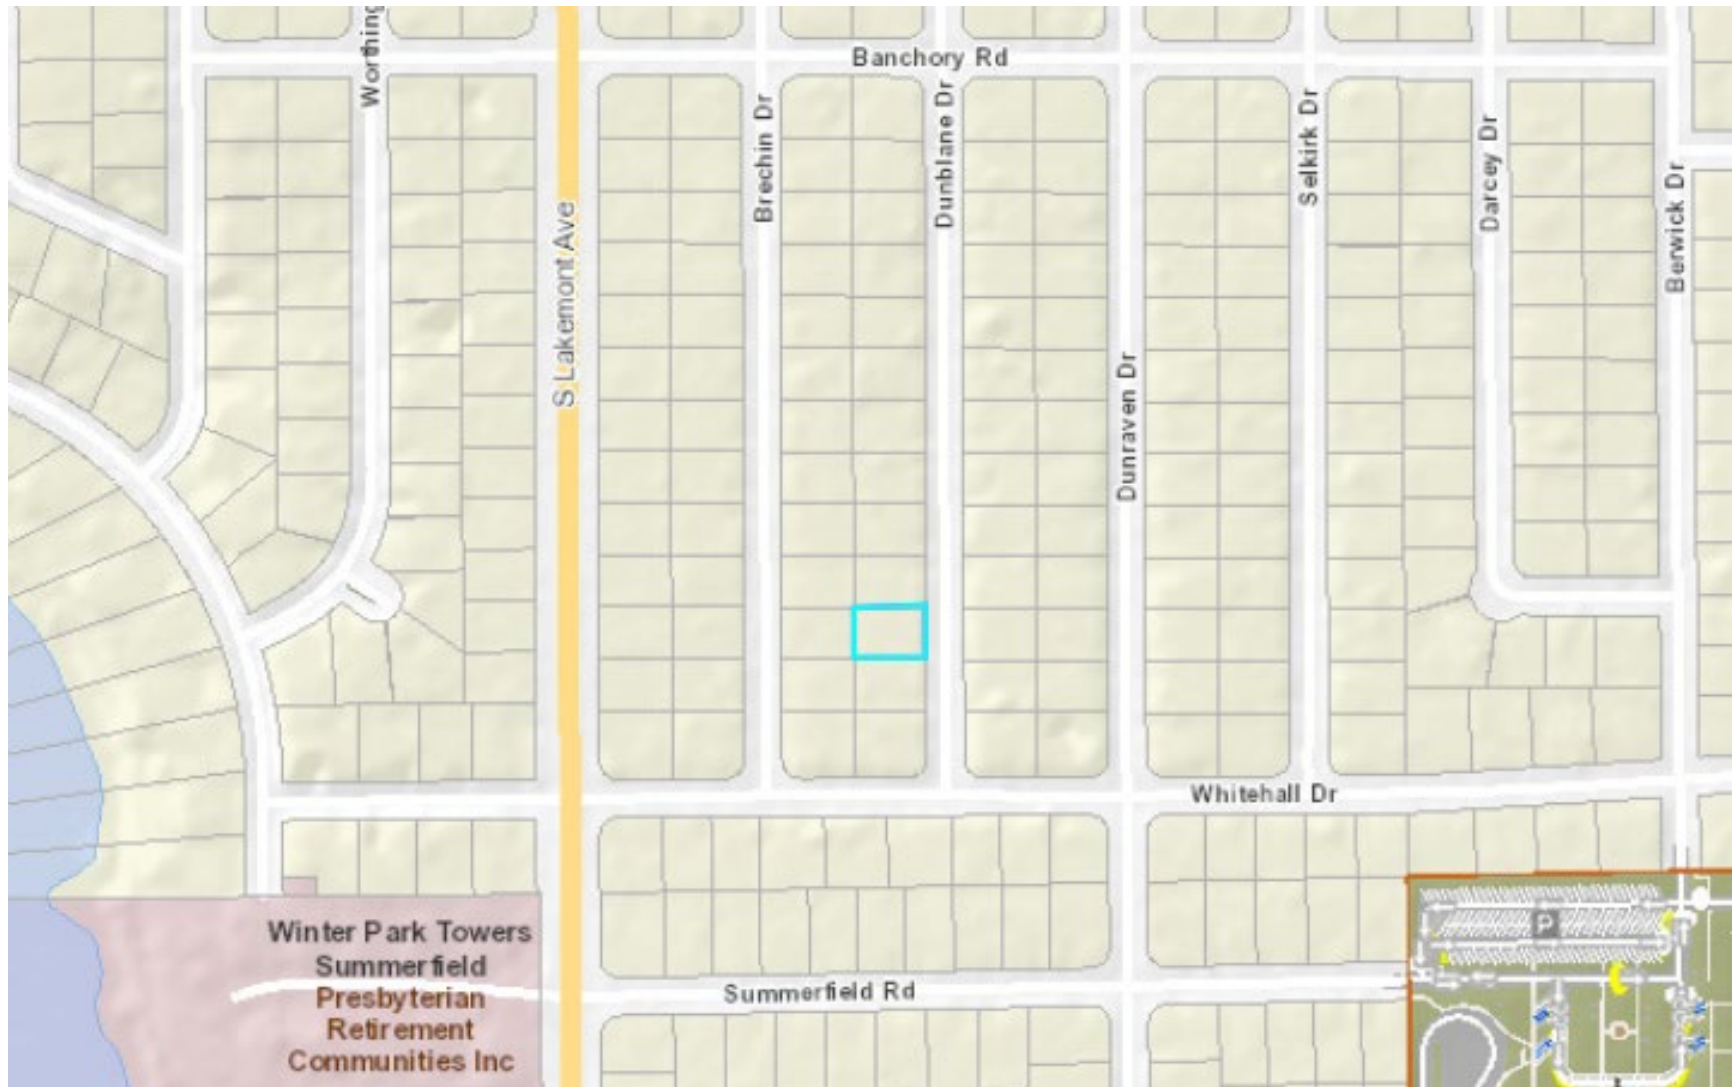 Worthing
Banchory Rd
Brechin Dr
Dunblane Dr
Selkirk Dr
Darcey Dr
Berwick Dr
S Lakemont Ave
Dunraven Dr
Whitehall Dr
Winter Park Towers
Summerfield
Presbyterian
Retirement
Communities Inc
Summerfield Rd
P